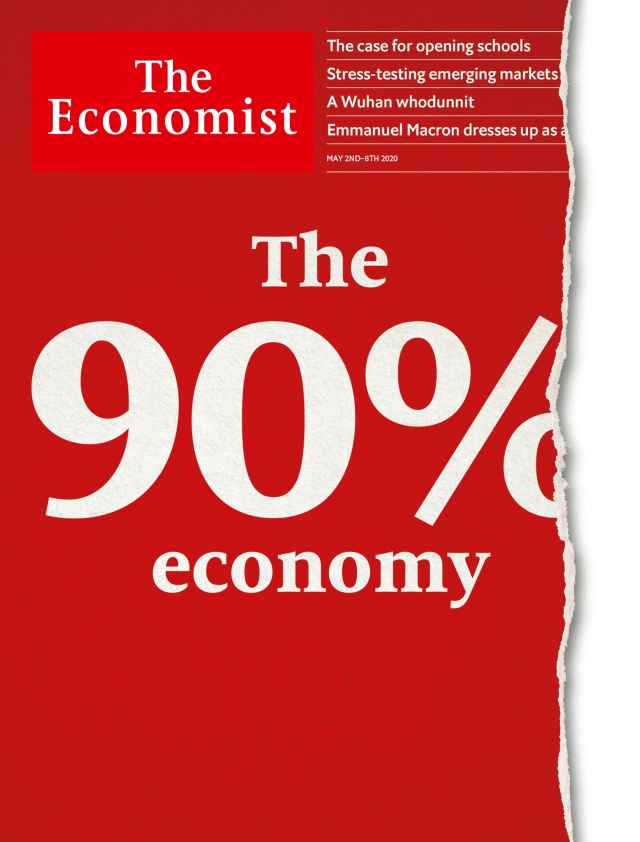 The
Economist
The case for opening schools
Stress-testing emerging markets
A Wuhan whodunnit
Emmanuel Macron dresses up as a
MAY 2ND–8TH 2020
The
90%
economy